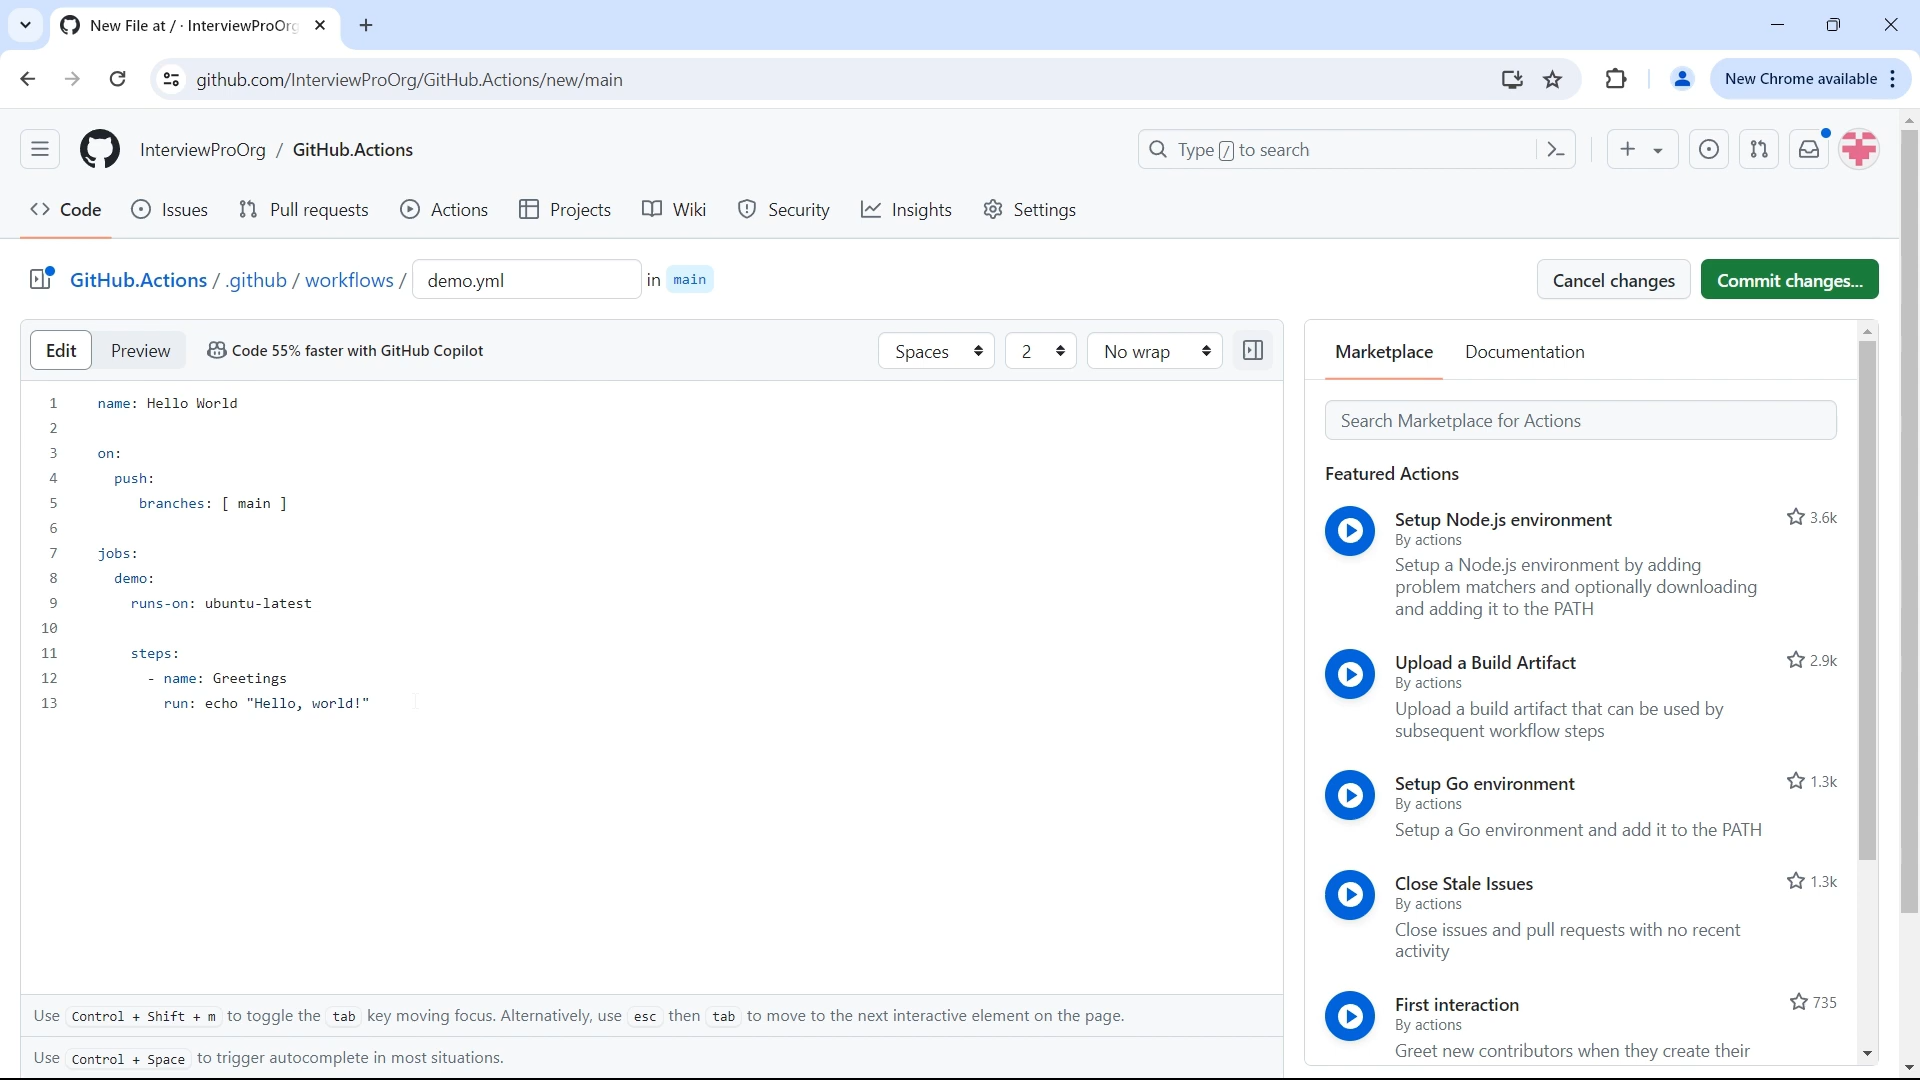 New File at / · InterviewProOrg
github.com/InterviewProOrg/GitHub.Actions/new/main
New Chrome available
InterviewProOrg / GitHub.Actions
Type / to search
Code Issues Pull requests Actions Projects Wiki Security Insights Settings
GitHub.Actions / .github / workflows / demo.yml in main
Cancel changes
Commit changes...
Edit Preview Code 55% faster with GitHub Copilot
Spaces 2 No wrap
1 name: Hello World
2
3 on:
4 push:
5 branches: [ main ]
6
7 jobs:
8 demo:
9 runs-on: ubuntu-latest
10
11 steps:
12 - name: Greetings
13 run: echo "Hello, world!"
Use Control + Shift + m to toggle the tab key moving focus. Alternatively, use esc then tab to move to the next interactive element on the page.
Use Control + Space to trigger autocomplete in most situations.
Marketplace Documentation
Search Marketplace for Actions
Featured Actions
Setup Node.js environment 3.6k
By actions
Setup a Node.js environment by adding
problem matchers and optionally downloading
and adding it to the PATH
Upload a Build Artifact 2.9k
By actions
Upload a build artifact that can be used by
subsequent workflow steps
Setup Go environment 1.3k
By actions
Setup a Go environment and add it to the PATH
Close Stale Issues 1.3k
By actions
Close issues and pull requests with no recent
activity
First interaction 735
By actions
Greet new contributors when they create their